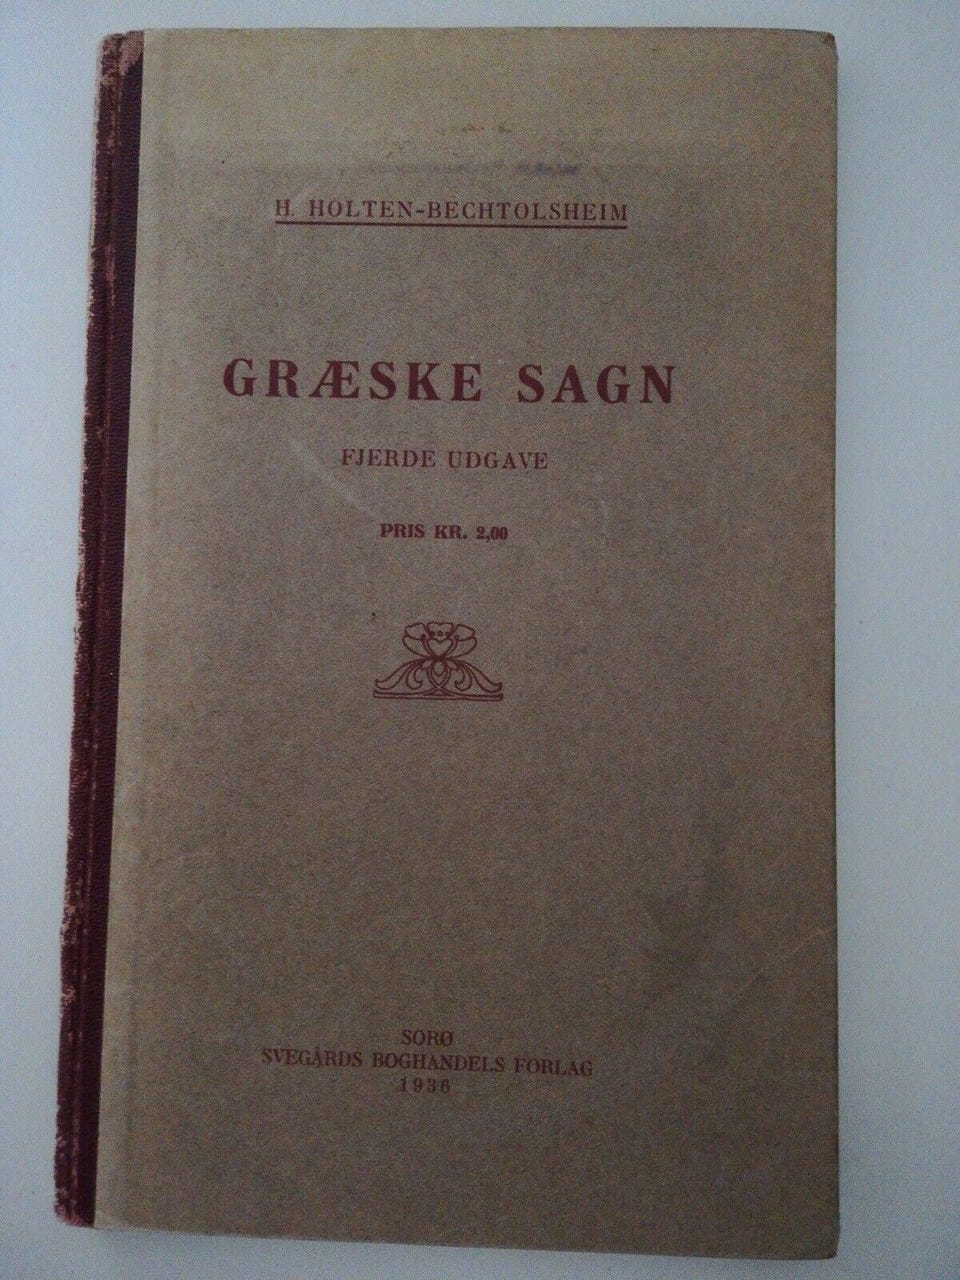 H. HOLTEN-BECHTOLSHEIM
GRÆSKE SAGN
FJERDE UDGAVE
PRIS KR. 2,00
SORØ
SVEGÅRDS BOGHANDELS FORLAG
1936